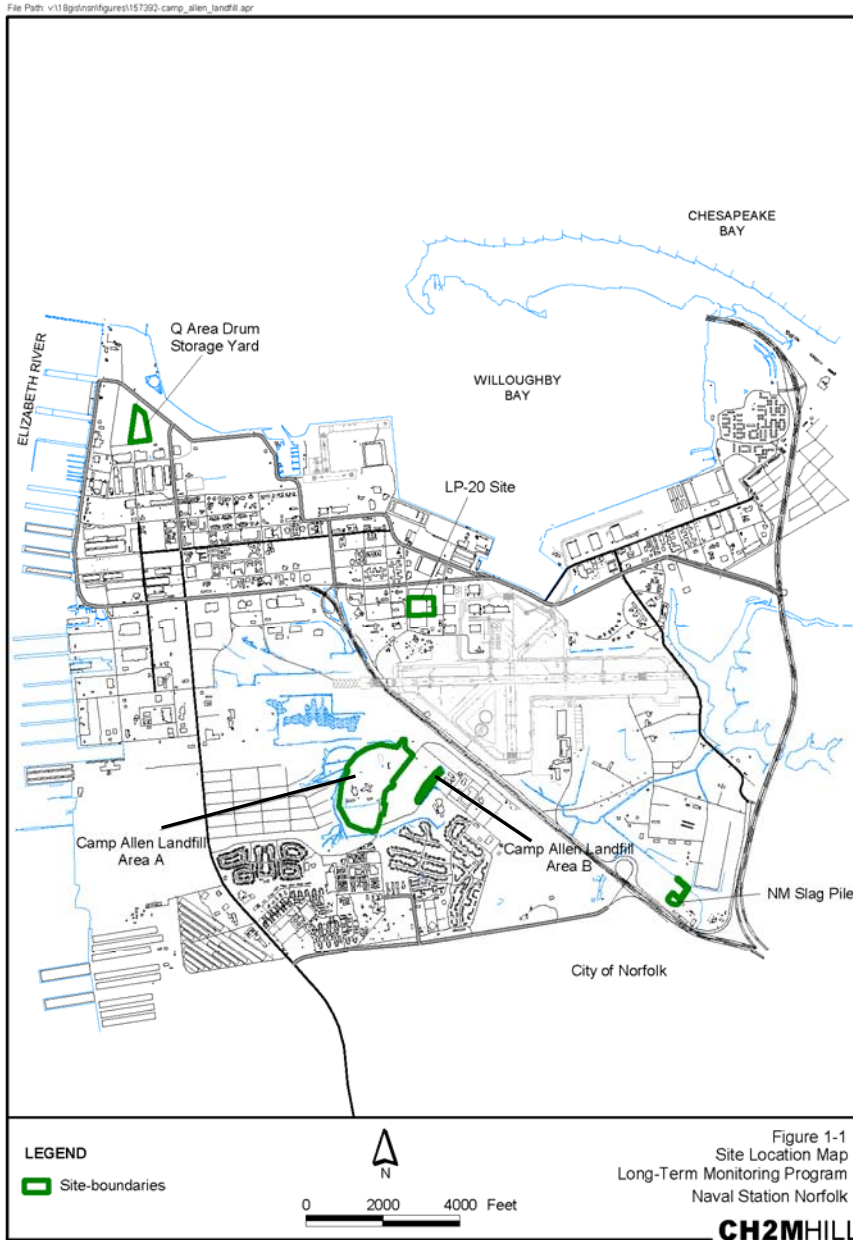 File Path: v:\18gis\nsn\figures\157392-camp_allen_landfill.apr
CHESAPEAKE
BAY
Q Area Drum
Storage Yard
ELIZABETH RIVER
WILLOUGHBY
BAY
LP-20 Site
Camp Allen Landfill
Area A
Camp Allen Landfill
Area B
NM Slag Pile
City of Norfolk
LEGEND
Site-boundaries
N
0 2000 4000 Feet
Figure 1-1
Site Location Map
Long-Term Monitoring Program
Naval Station Norfolk
CH2MHILL